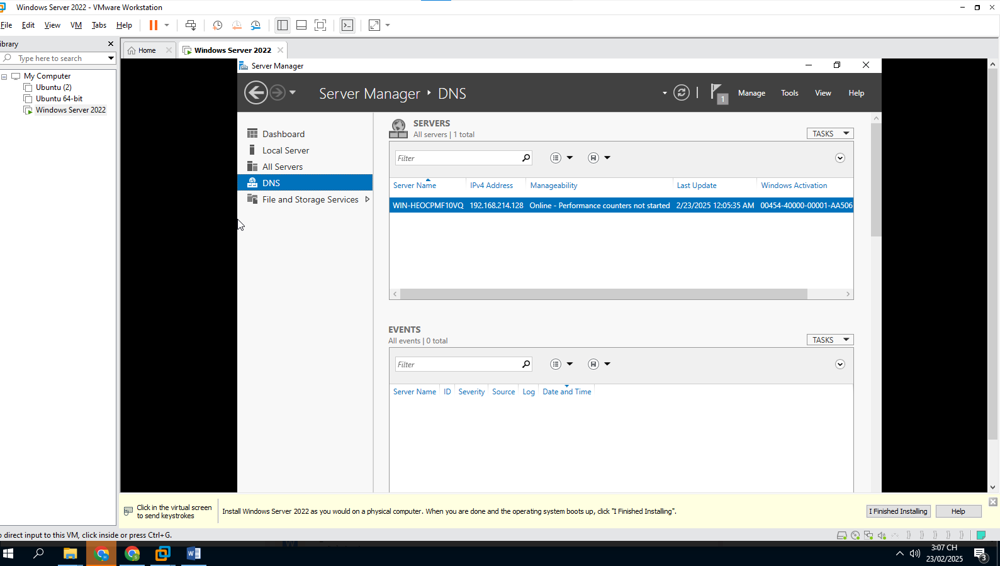 Windows Server 2022 - VMware Workstation
File Edit View VM Tabs Help
ibrary
Type here to search
My Computer
Ubuntu (2)
Ubuntu 64-bit
Windows Server 2022
Home
Windows Server 2022
Server Manager
Server Manager DNS
1
Manage Tools View Help
Dashboard
Local Server
All Servers
DNS
File and Storage Services
SERVERS
All servers | 1 total
TASKS
Filter
Server Name IPv4 Address Manageability Last Update Windows Activation
WIN-HEOCPMF10VQ 192.168.214.128 Online - Performance counters not started 2/23/2025 12:05:35 AM 00454-40000-00001-AA506
EVENTS
All events | 0 total
TASKS
Filter
Server Name ID Severity Source Log Date and Time
Click in the virtual screen
to send keystrokes
Install Windows Server 2022 as you would on a physical computer. When you are done and the operating system boots up, click "I Finished Installing".
I Finished Installing
Help
o direct input to this VM, click inside or press Ctrl+G.
3:07 CH
23/02/2025
3